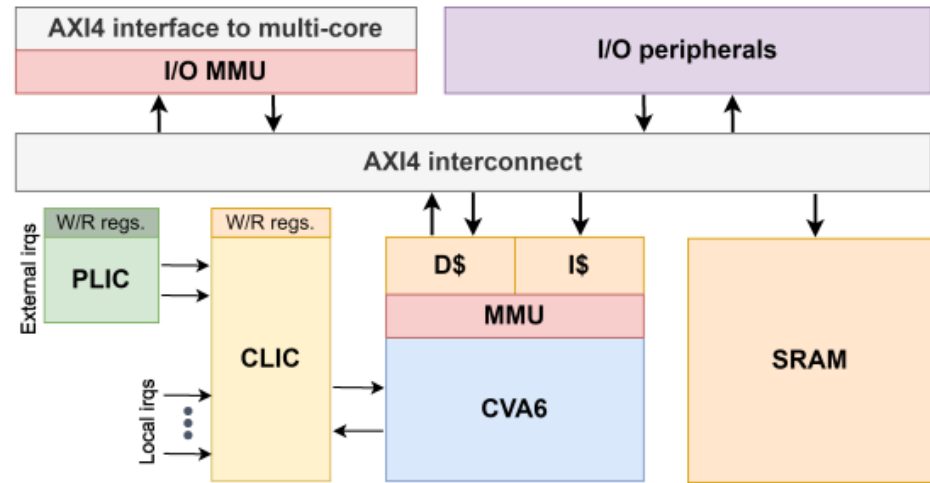 AXI4 interface to multi-core
I/O MMU
I/O peripherals
AXI4 interconnect
External irqs
W/R regs.
PLIC
W/R regs.
CLIC
Local irqs
D$
I$
MMU
CVA6
SRAM